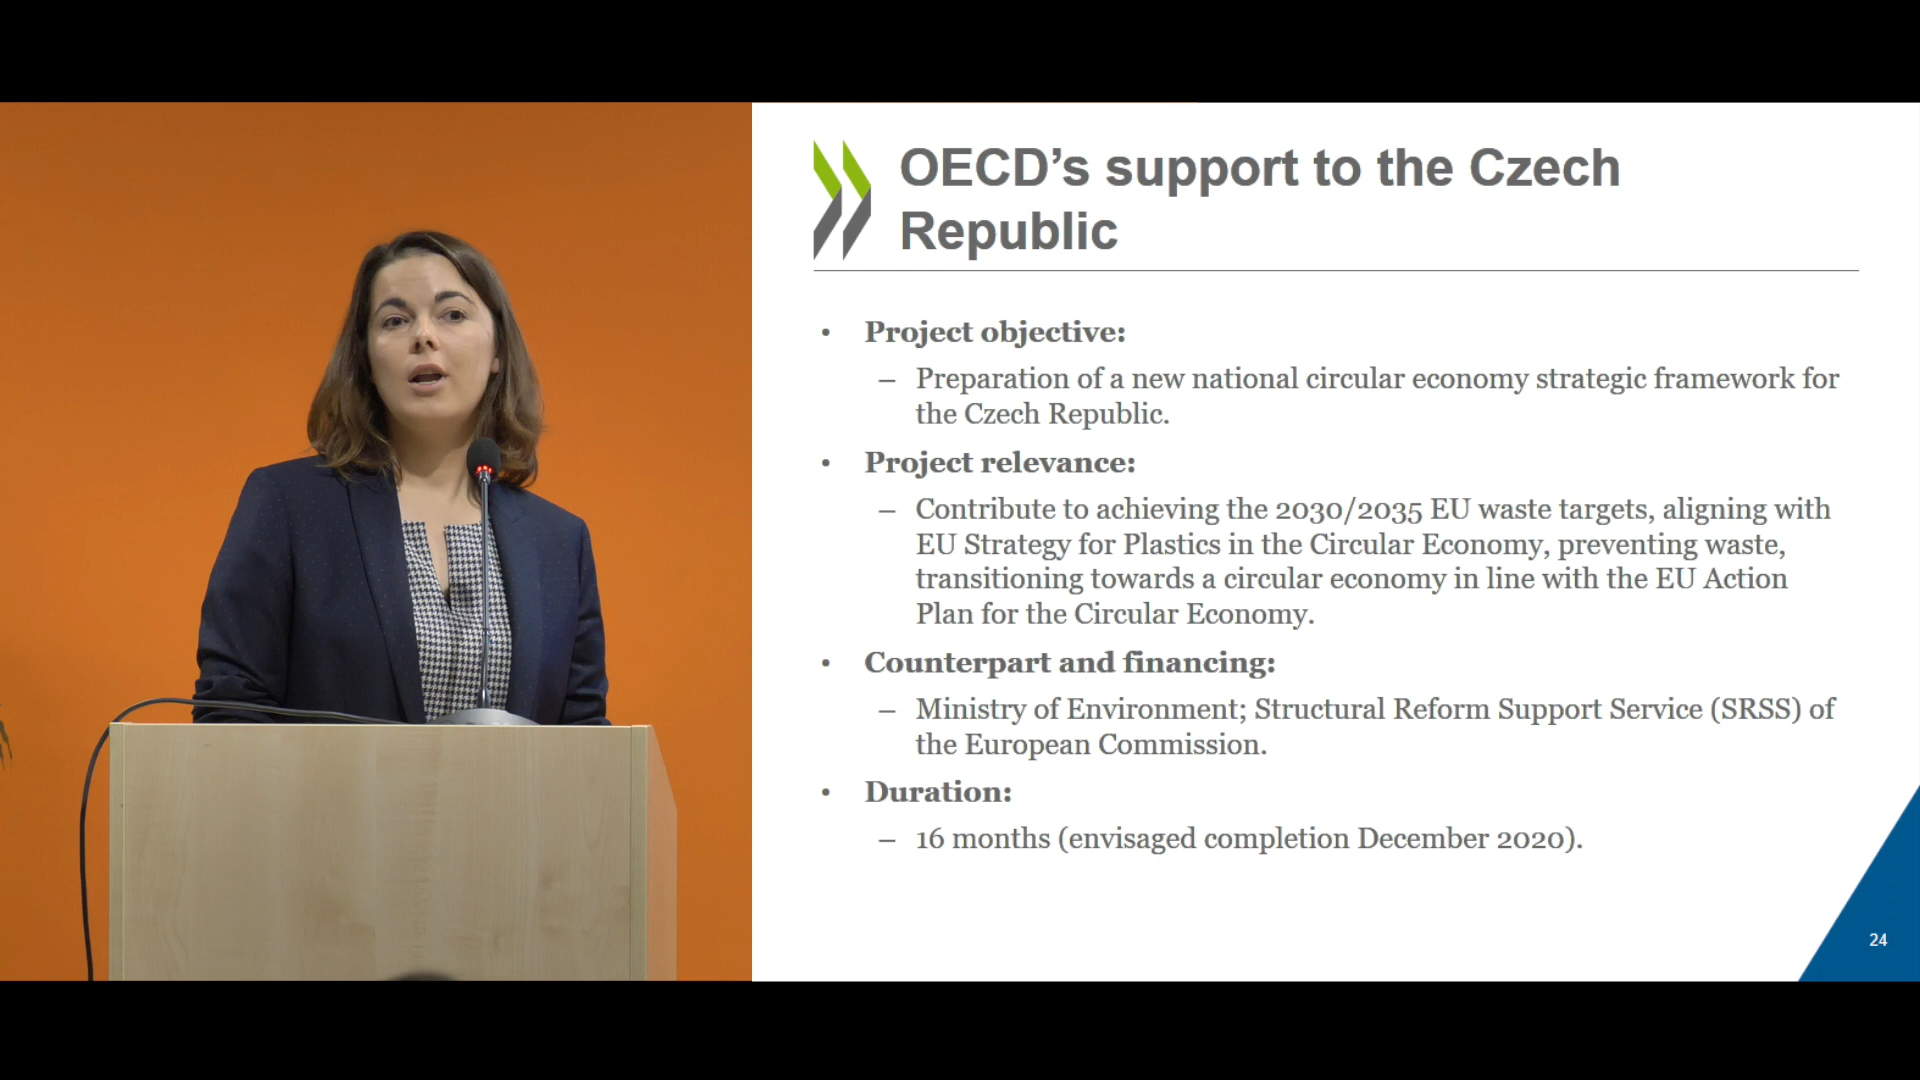 OECD's support to the Czech
Republic
• Project objective:
– Preparation of a new national circular economy strategic framework for
the Czech Republic.
• Project relevance:
– Contribute to achieving the 2030/2035 EU waste targets, aligning with
EU Strategy for Plastics in the Circular Economy, preventing waste,
transitioning towards a circular economy in line with the EU Action
Plan for the Circular Economy.
• Counterpart and financing:
– Ministry of Environment; Structural Reform Support Service (SRSS) of
the European Commission.
• Duration:
– 16 months (envisaged completion December 2020).
24